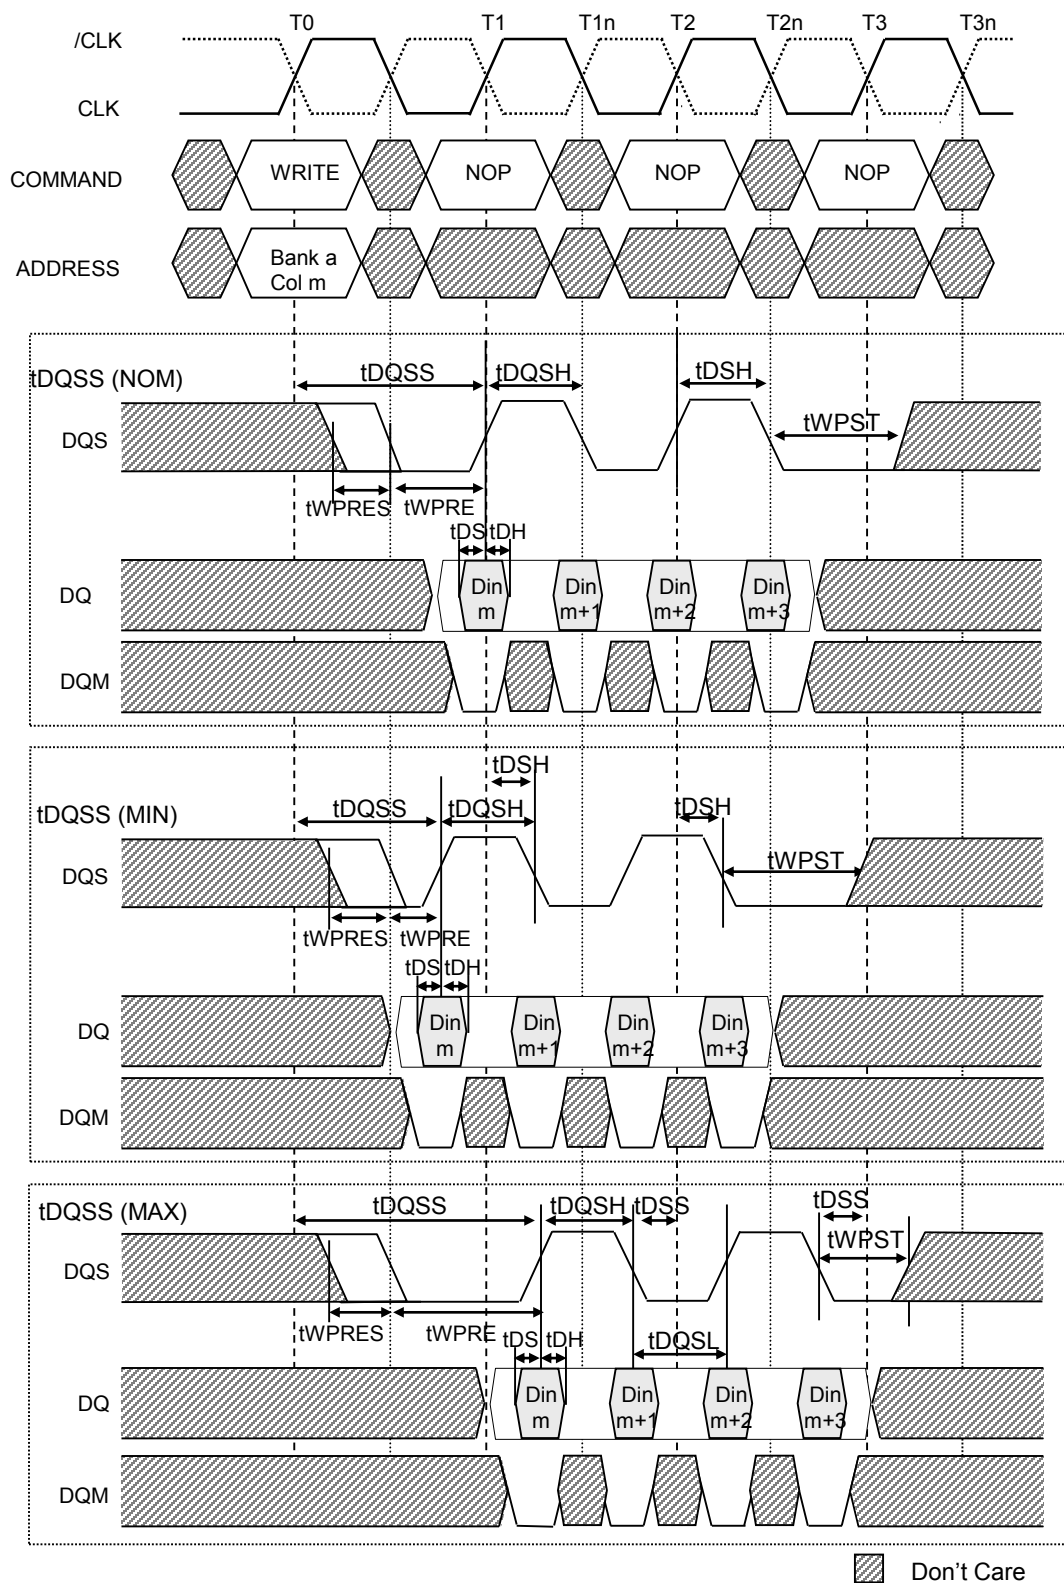 T0 T1 T1n T2 T2n T3 T3n
/CLK
CLK
COMMAND WRITE NOP NOP NOP
ADDRESS Bank a
Col m
tDQSS (NOM) tDQSS tDQSH tDSH
DQS tWPST
tWPRES tWPRE
tDS tDH
DQ Din Din Din Din
m m+1 m+2 m+3
DQM
tDSH
tDQSS (MIN) tDQSS tDQSH tDSH
DQS tWPST
tWPRES tWPRE
tDS tDH
DQ Din Din Din Din
m m+1 m+2 m+3
DQM
tDQSS (MAX) tDQSS tDQSH tDSS tDSS
tWPST
DQS
tWPRES tWPRE tDS tDH tDQSL
DQ Din Din Din Din
m m+1 m+2 m+3
DQM
Don't Care